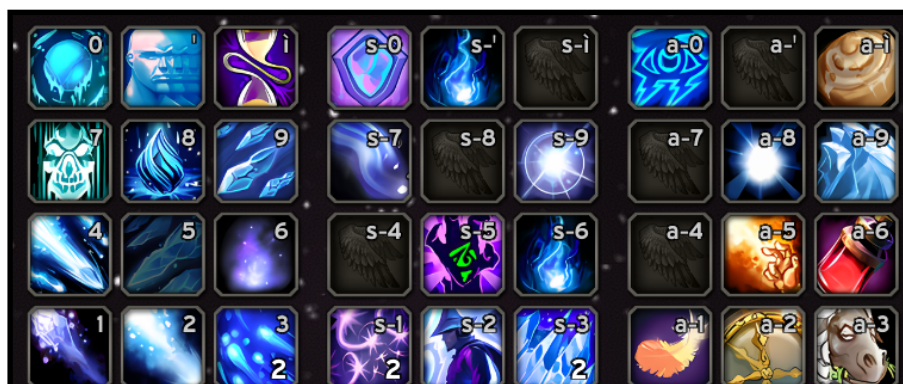 0 ' ì s-0 s-' s-ì a-0 a-' a-ì
7 8 9 s-7 s-8 s-9 a-7 a-8 a-9
4 5 6 s-4 s-5 s-6 a-4 a-5 a-6
1 2 3 s-1 s-2 s-3 a-1 a-2 a-3
2 2 2